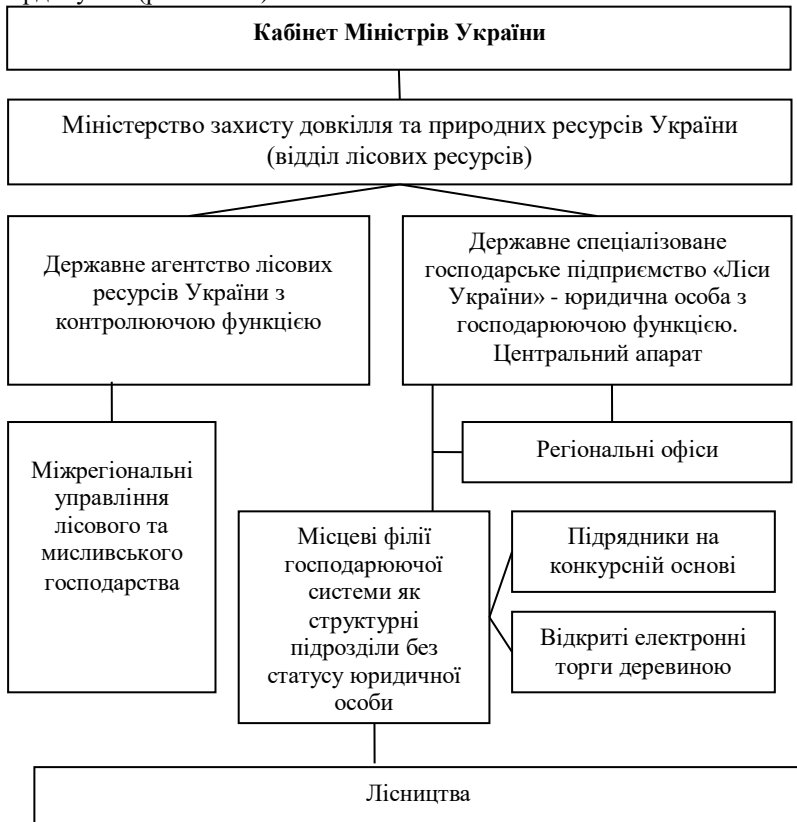 Кабінет Міністрів України
Міністерство захисту довкілля та природних ресурсів України
(відділ лісових ресурсів)
Державне агентство лісових
ресурсів України з
контролюючою функцією
Державне спеціалізоване
господарське підприємство «Ліси
України» - юридична особа з
господарюючою функцією.
Центральний апарат
Міжрегіональні
управління
лісового та
мисливського
господарства
Регіональні офіси
Місцеві філії
господарюючої
системи як
структурні
підрозділи без
статусу юридичної
особи
Підрядники на
конкурсній основі
Відкриті електронні
торги деревиною
Лісництва